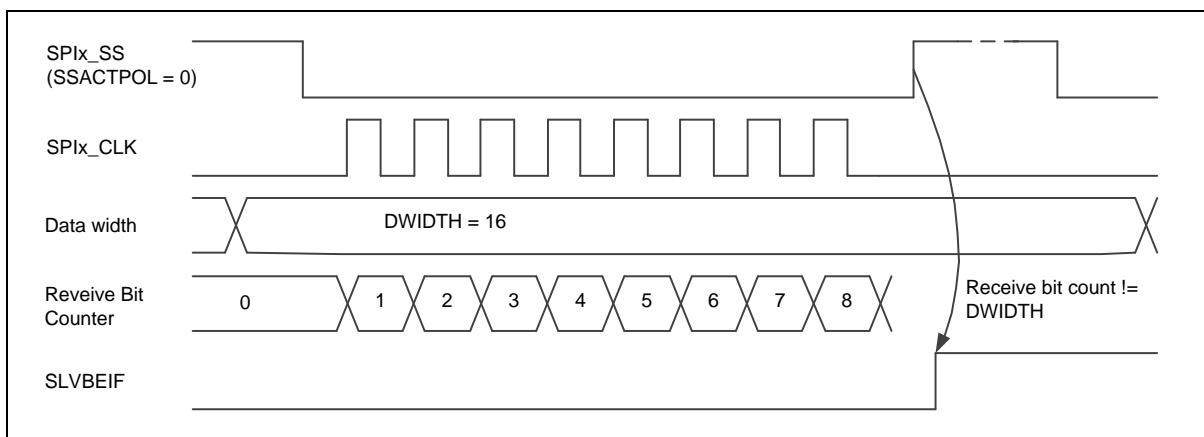 SPIx_SS
(SSACTPOL = 0)
SPIx_CLK
Data width
DWIDTH = 16
Reveive Bit
Counter
0
1
2
3
4
5
6
7
8
Receive bit count !=
DWIDTH
SLVBEIF